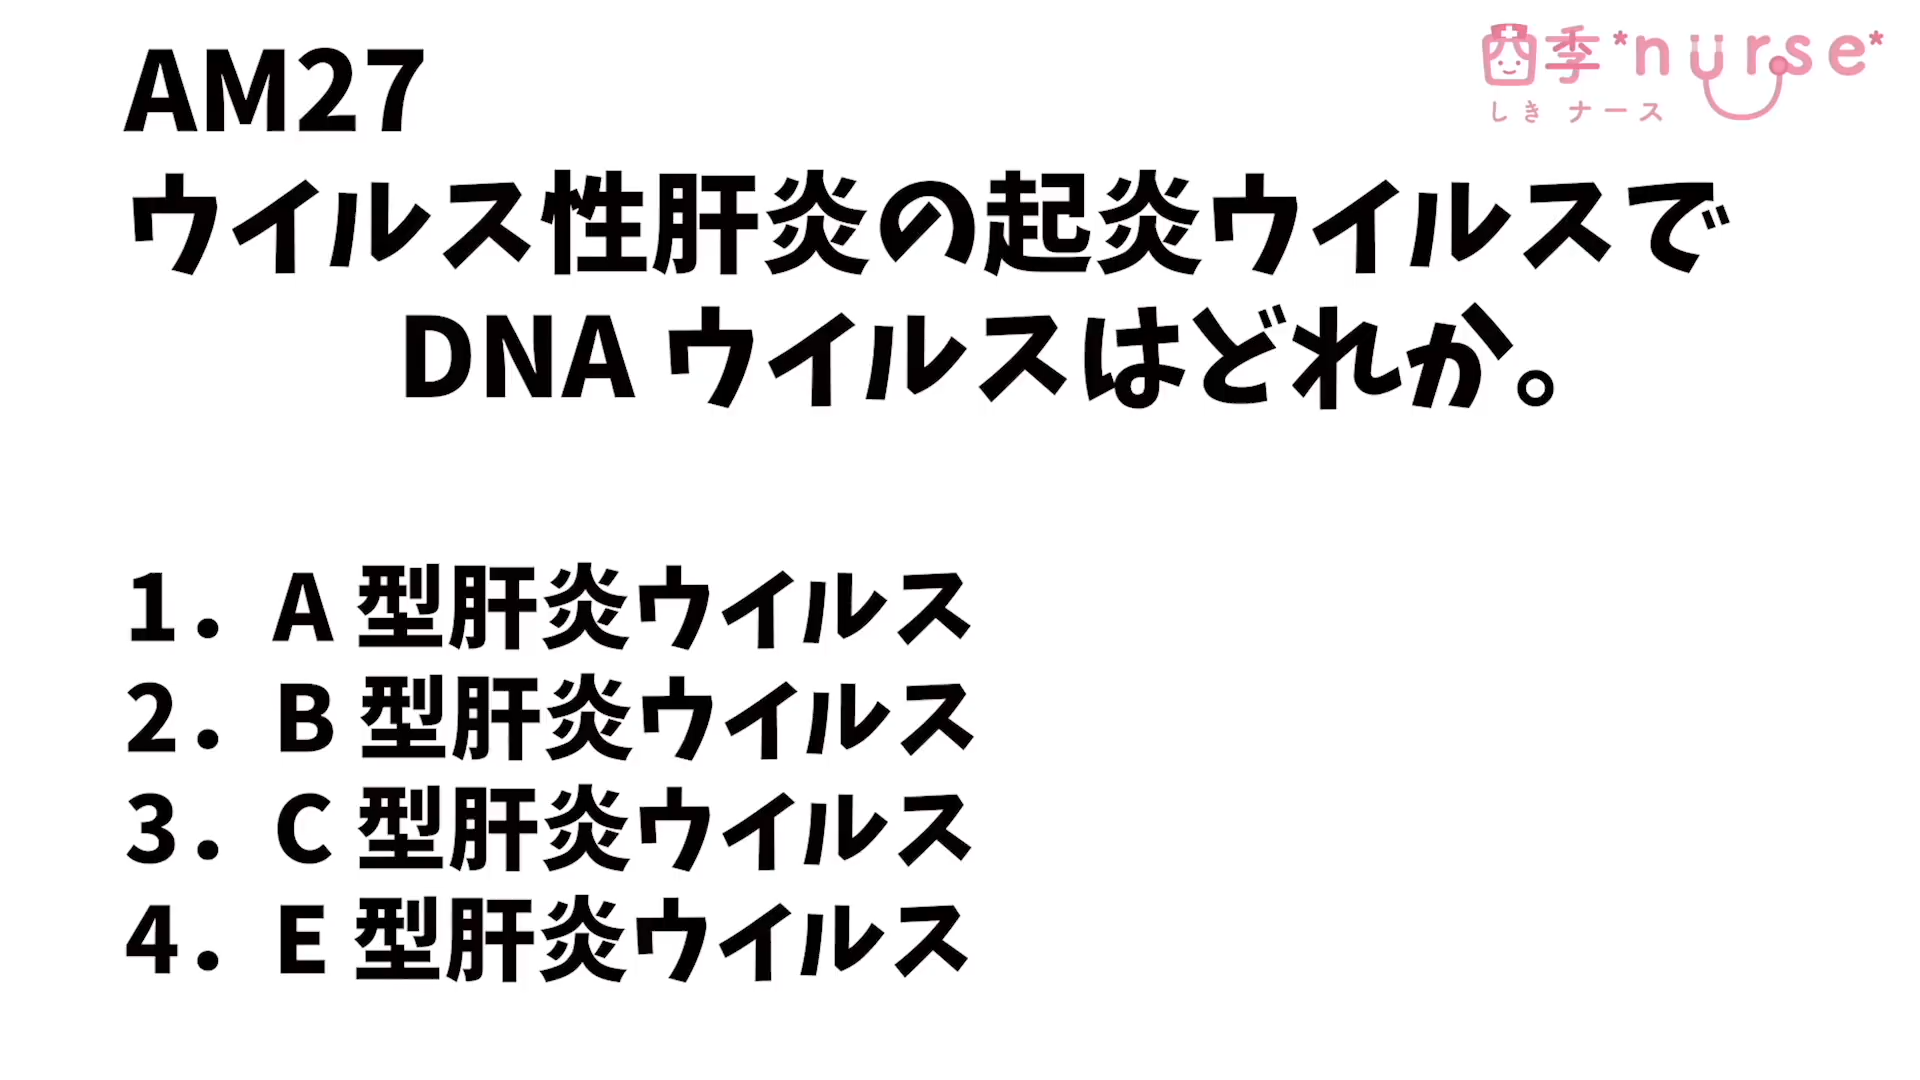 AM27
四季*nurse*
しき ナース
ウイルス性肝炎の起炎ウイルスで
DNA ウイルスはどれか。
1．A 型肝炎ウイルス
2．B 型肝炎ウイルス
3．C 型肝炎ウイルス
4．E 型肝炎ウイルス